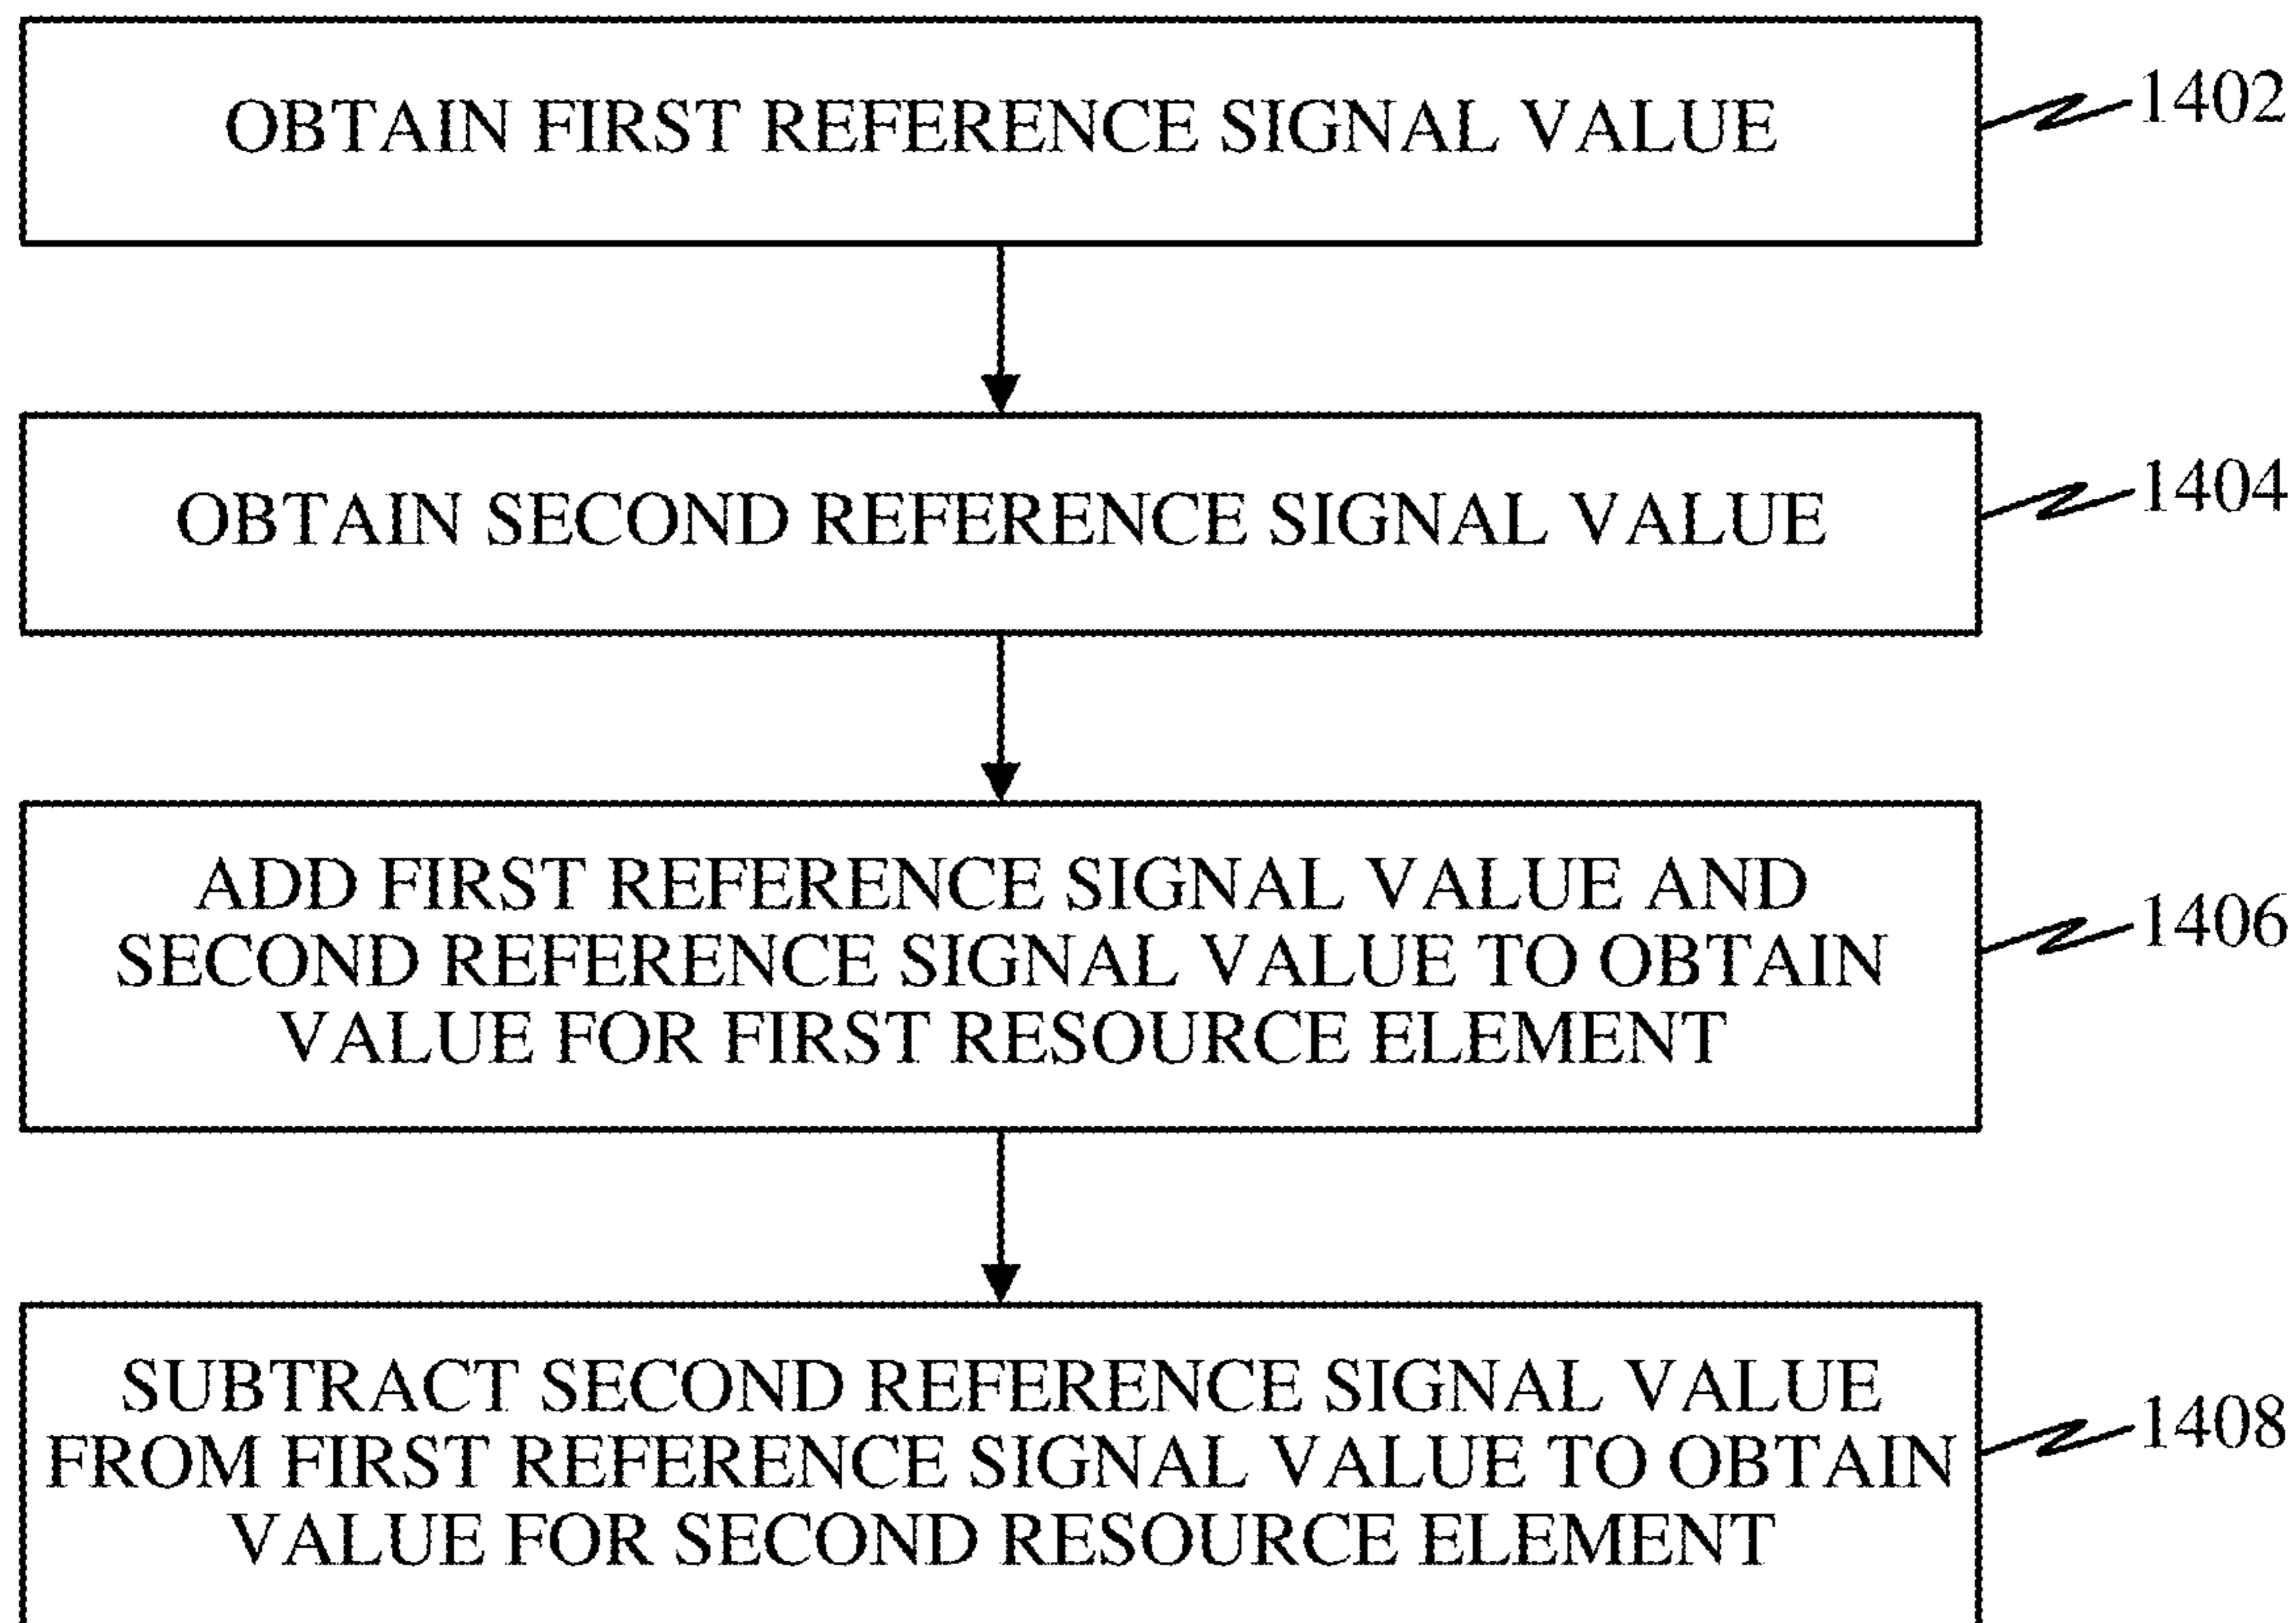 OBTAIN FIRST REFERENCE SIGNAL VALUE
1402
OBTAIN SECOND REFERENCE SIGNAL VALUE
1404
ADD FIRST REFERENCE SIGNAL VALUE AND
SECOND REFERENCE SIGNAL VALUE TO OBTAIN
VALUE FOR FIRST RESOURCE ELEMENT
1406
SUBTRACT SECOND REFERENCE SIGNAL VALUE
FROM FIRST REFERENCE SIGNAL VALUE TO OBTAIN
VALUE FOR SECOND RESOURCE ELEMENT
1408